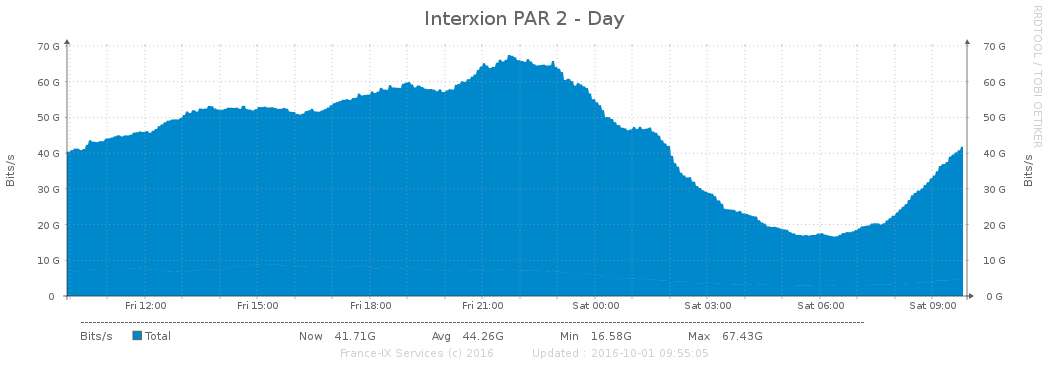 Interxion PAR 2 - Day
RRDTOOL / TOBI OETIKER
Bits/s
70 G 70 G
60 G 60 G
50 G 50 G
40 G 40 G
30 G 30 G
20 G 20 G
10 G 10 G
0 0 G
Bits/s
Fri 12:00 Fri 15:00 Fri 18:00 Fri 21:00 Sat 00:00 Sat 03:00 Sat 06:00 Sat 09:00
Bits/s Total Now 41.71G Avg 44.26G Min 16.58G Max 67.43G
France-IX Services (c) 2016 Updated : 2016-10-01 09:55:05